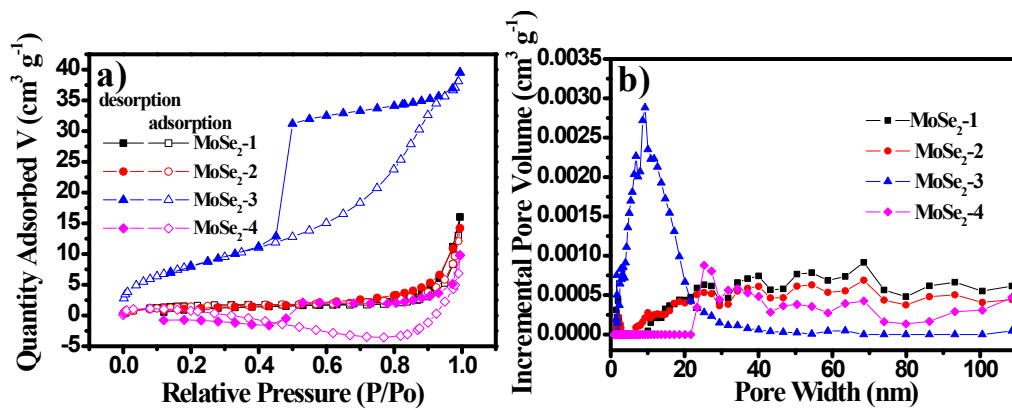 a)
desorption
adsorption
MoSe2-1
MoSe2-2
MoSe2-3
MoSe2-4
40
35
30
25
20
15
10
5
0
-5
0.0 0.2 0.4 0.6 0.8 1.0
Quantity Adsorbed V (cm3 g-1)
Relative Pressure (P/Po)
b)
MoSe2-1
MoSe2-2
MoSe2-3
MoSe2-4
0.0035
0.0030
0.0025
0.0020
0.0015
0.0010
0.0005
0.0000
0 20 40 60 80 100
Incremental Pore Volume (cm3 g-1)
Pore Width (nm)